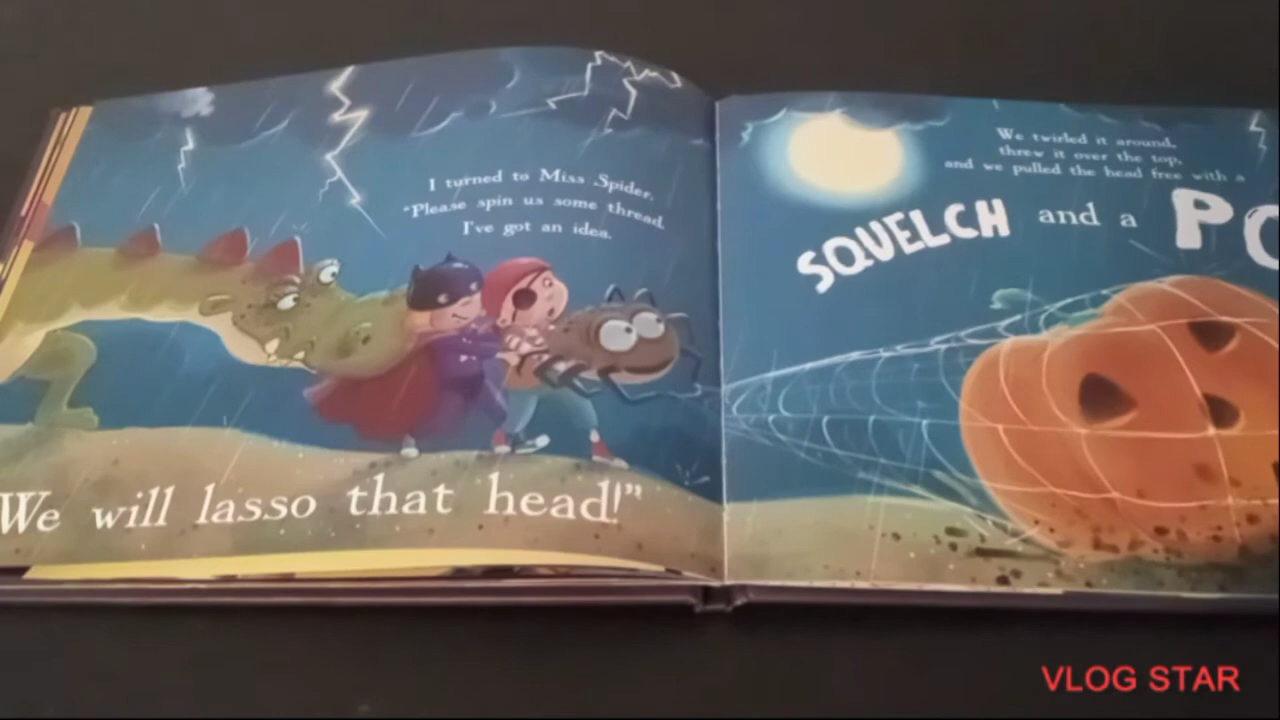 I turned to Miss Spider.
"Please spin us some thread.
I've got an idea.
We will lasso that head!"
We twirled it around,
threw it over the top,
and we pulled the head free with a
SQUELCH and a PO
VLOG STAR